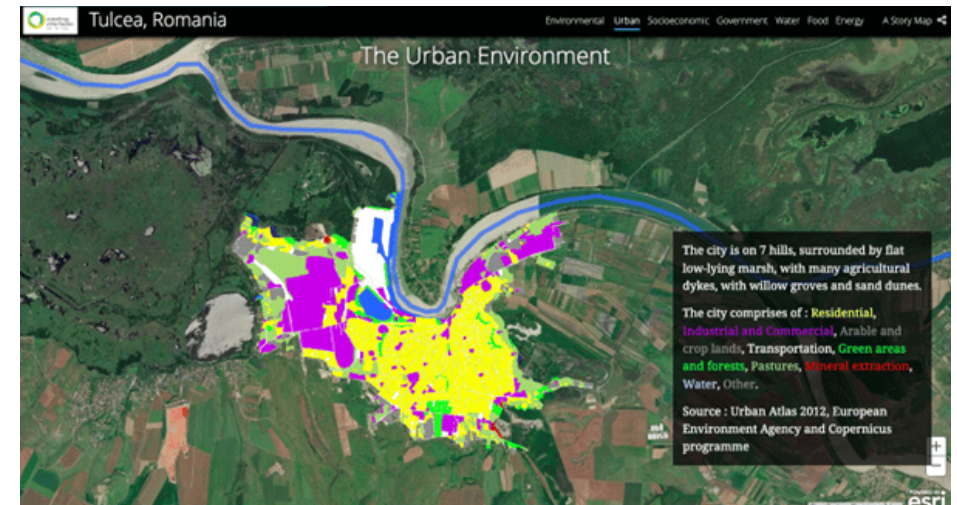 Tulcea, Romania
Environmental Urban Socioeconomic Government Water Food Energy A Story Map
The Urban Environment
The city is on 7 hills, surrounded by flat
low-lying marsh, with many agricultural
dykes, with willow groves and sand dunes.
The city comprises of : Residential,
Industrial and Commercial, Arable and
crop lands, Transportation, Green areas
and forests, Pastures, Mineral extraction,
Water, Other.
Source : Urban Atlas 2012, European
Environment Agency and Copernicus
programme
+
−
esri